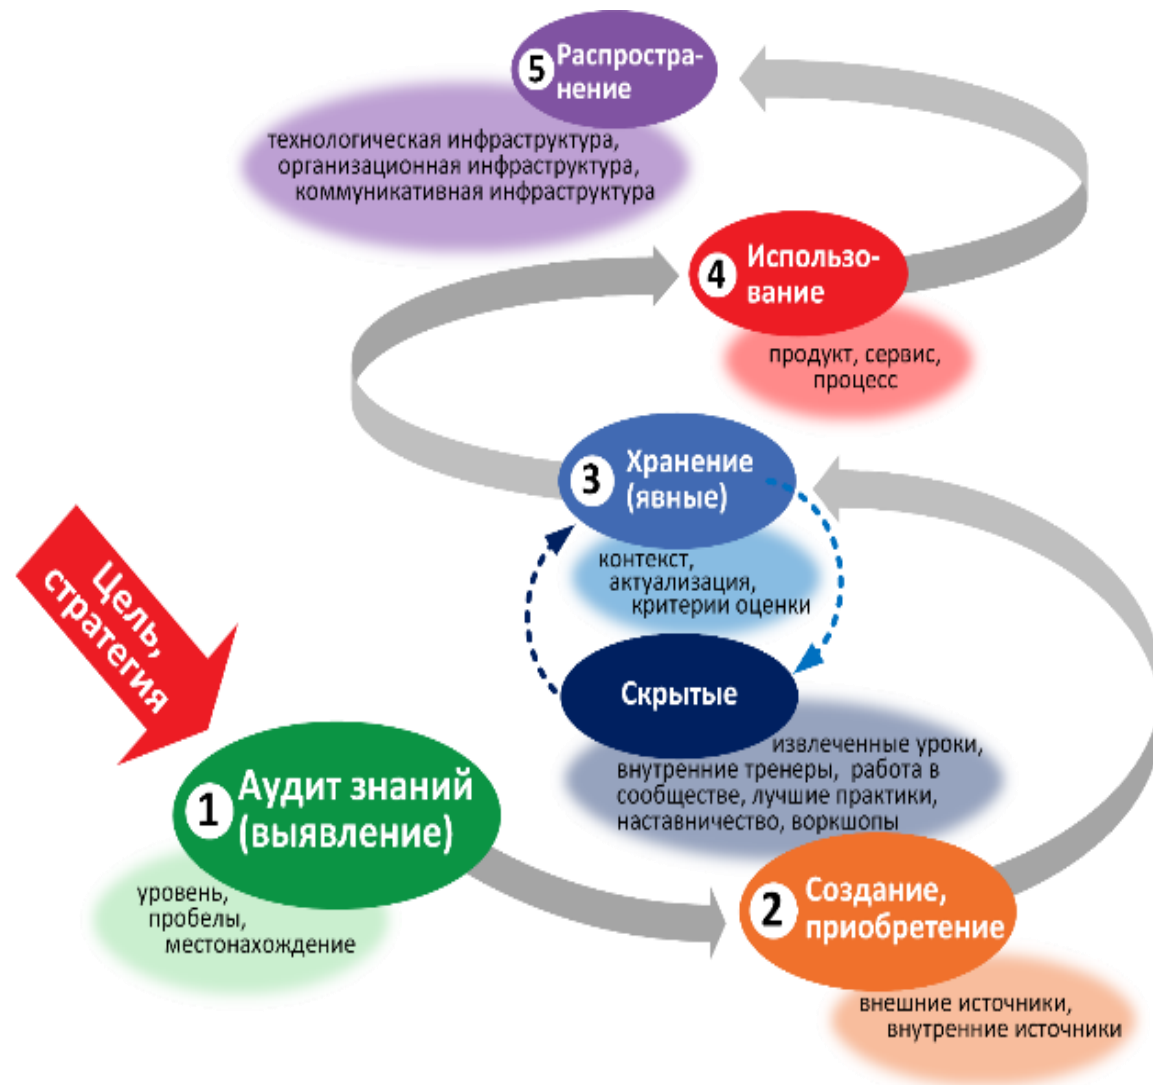 5
Распростра-
нение
технологическая инфраструктура,
организационная инфраструктура,
коммуникативная инфраструктура
4
Использо-
вание
продукт, сервис,
процесс
3
Хранение
(явные)
контекст,
актуализация,
критерии оценки
Скрытые
извлеченные уроки,
внутренние тренеры, работа в
сообществе, лучшие практики,
наставничество, воркшопы
Цель,
стратегия
1
Аудит знаний
(выявление)
уровень,
пробелы,
местонахождение
2
Создание,
приобретение
внешние источники,
внутренние источники